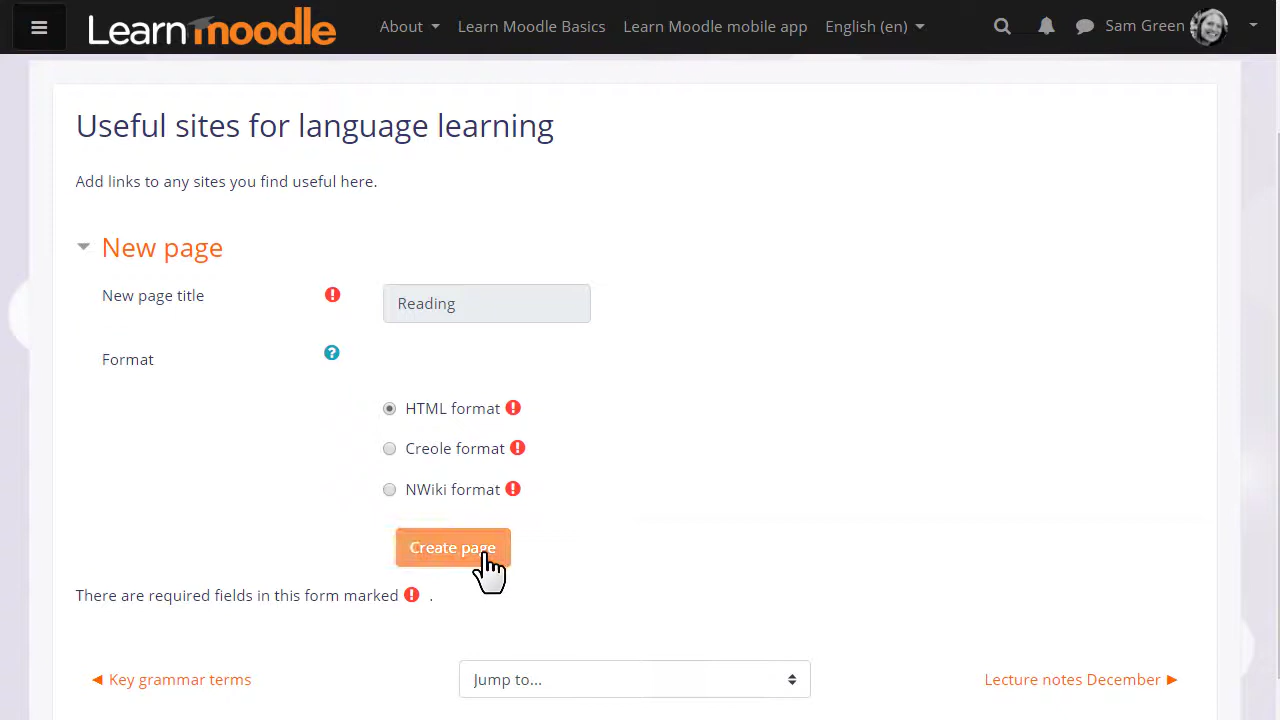 Learn moodle About Learn Moodle Basics Learn Moodle mobile app English (en) Sam Green
Useful sites for language learning
Add links to any sites you find useful here.
New page
New page title ! Reading
Format ?
HTML format !
Creole format !
NWiki format !
Create page
There are required fields in this form marked ! .
◀ Key grammar terms Jump to... Lecture notes December ▶